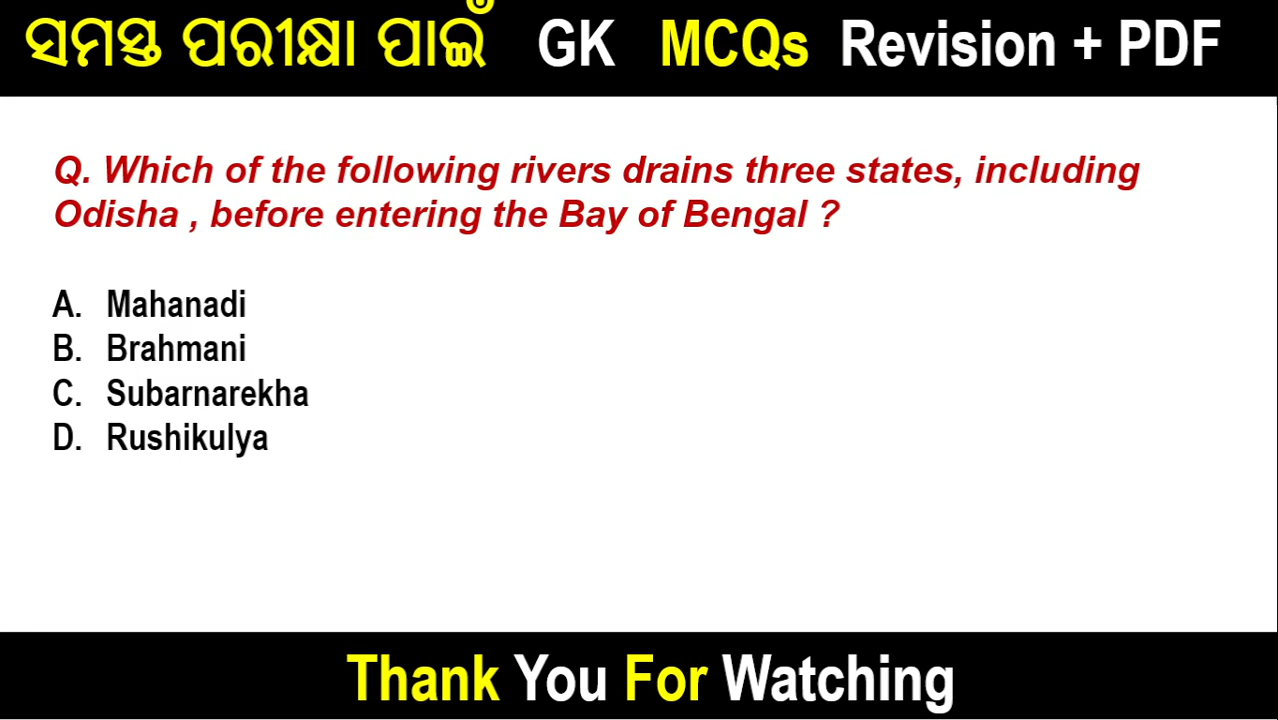 ସମସ୍ତ ପରୀକ୍ଷା ପାଇଁ GK MCQs Revision + PDF
Q. Which of the following rivers drains three states, including
Odisha , before entering the Bay of Bengal ?
A. Mahanadi
B. Brahmani
C. Subarnarekha
D. Rushikulya
Thank You For Watching